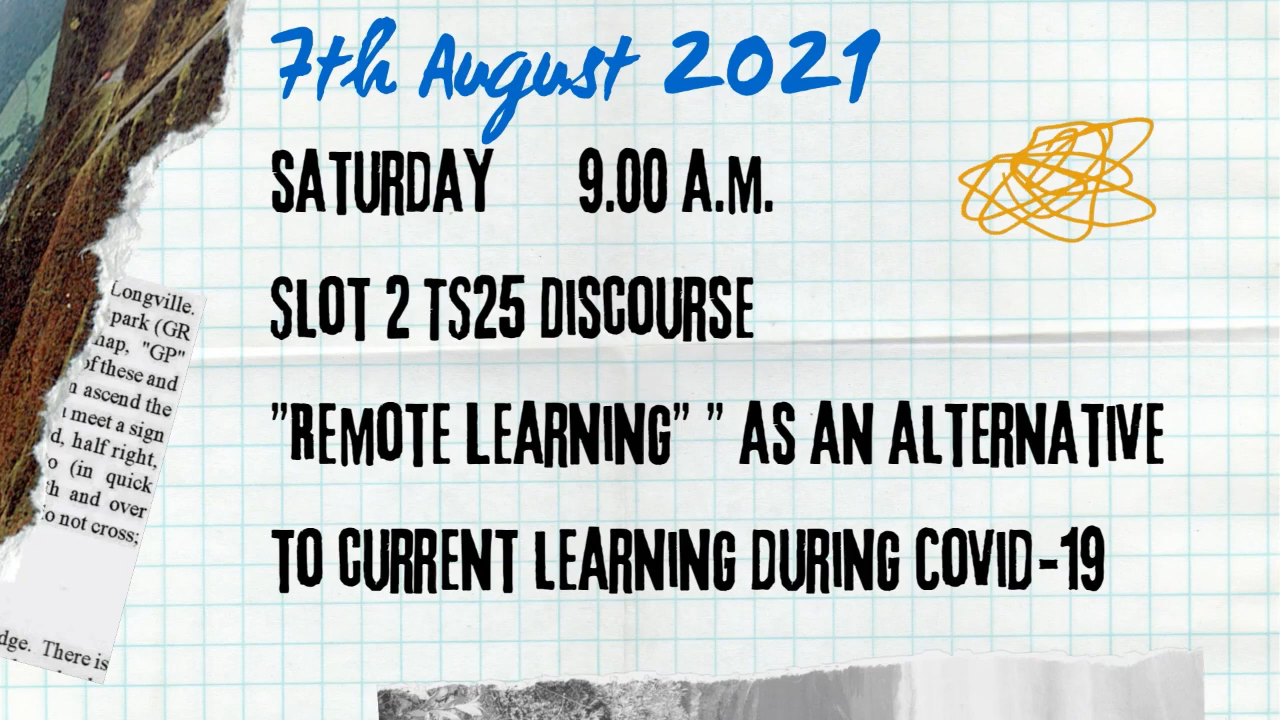 7th August 2021
SATURDAY 9.00 A.M.
SLOT 2 TS25 DISCOURSE
"REMOTE LEARNING" " AS AN ALTERNATIVE
TO CURRENT LEARNING DURING COVID-19
Longville.
park (GR
map, "GP"
of these and
ascend the
meet a sign
d, half right,
o (in quick
th and over
do not cross;
dge. There is